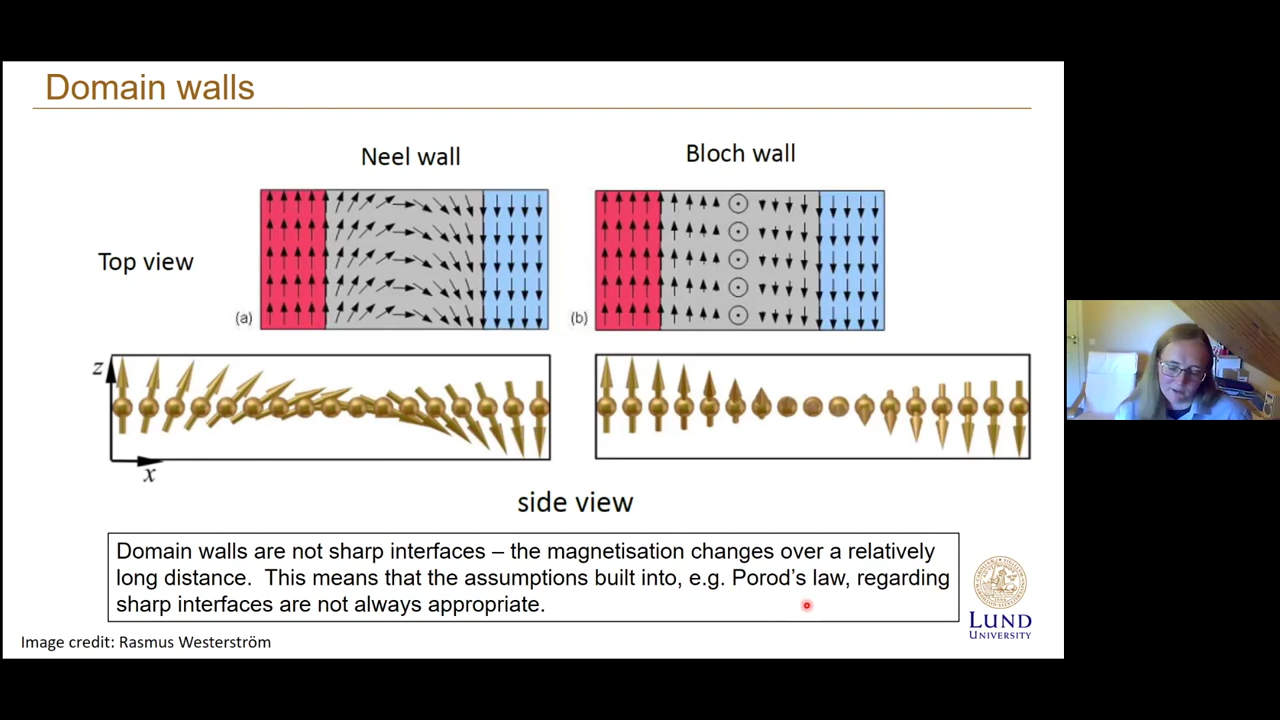 Domain walls
Neel wall
Bloch wall
Top view
(a)
(b)
z
x
side view
Domain walls are not sharp interfaces – the magnetisation changes over a relatively
long distance.  This means that the assumptions built into, e.g. Porod's law, regarding
sharp interfaces are not always appropriate.
LUND
UNIVERSITY
Image credit: Rasmus Westerström